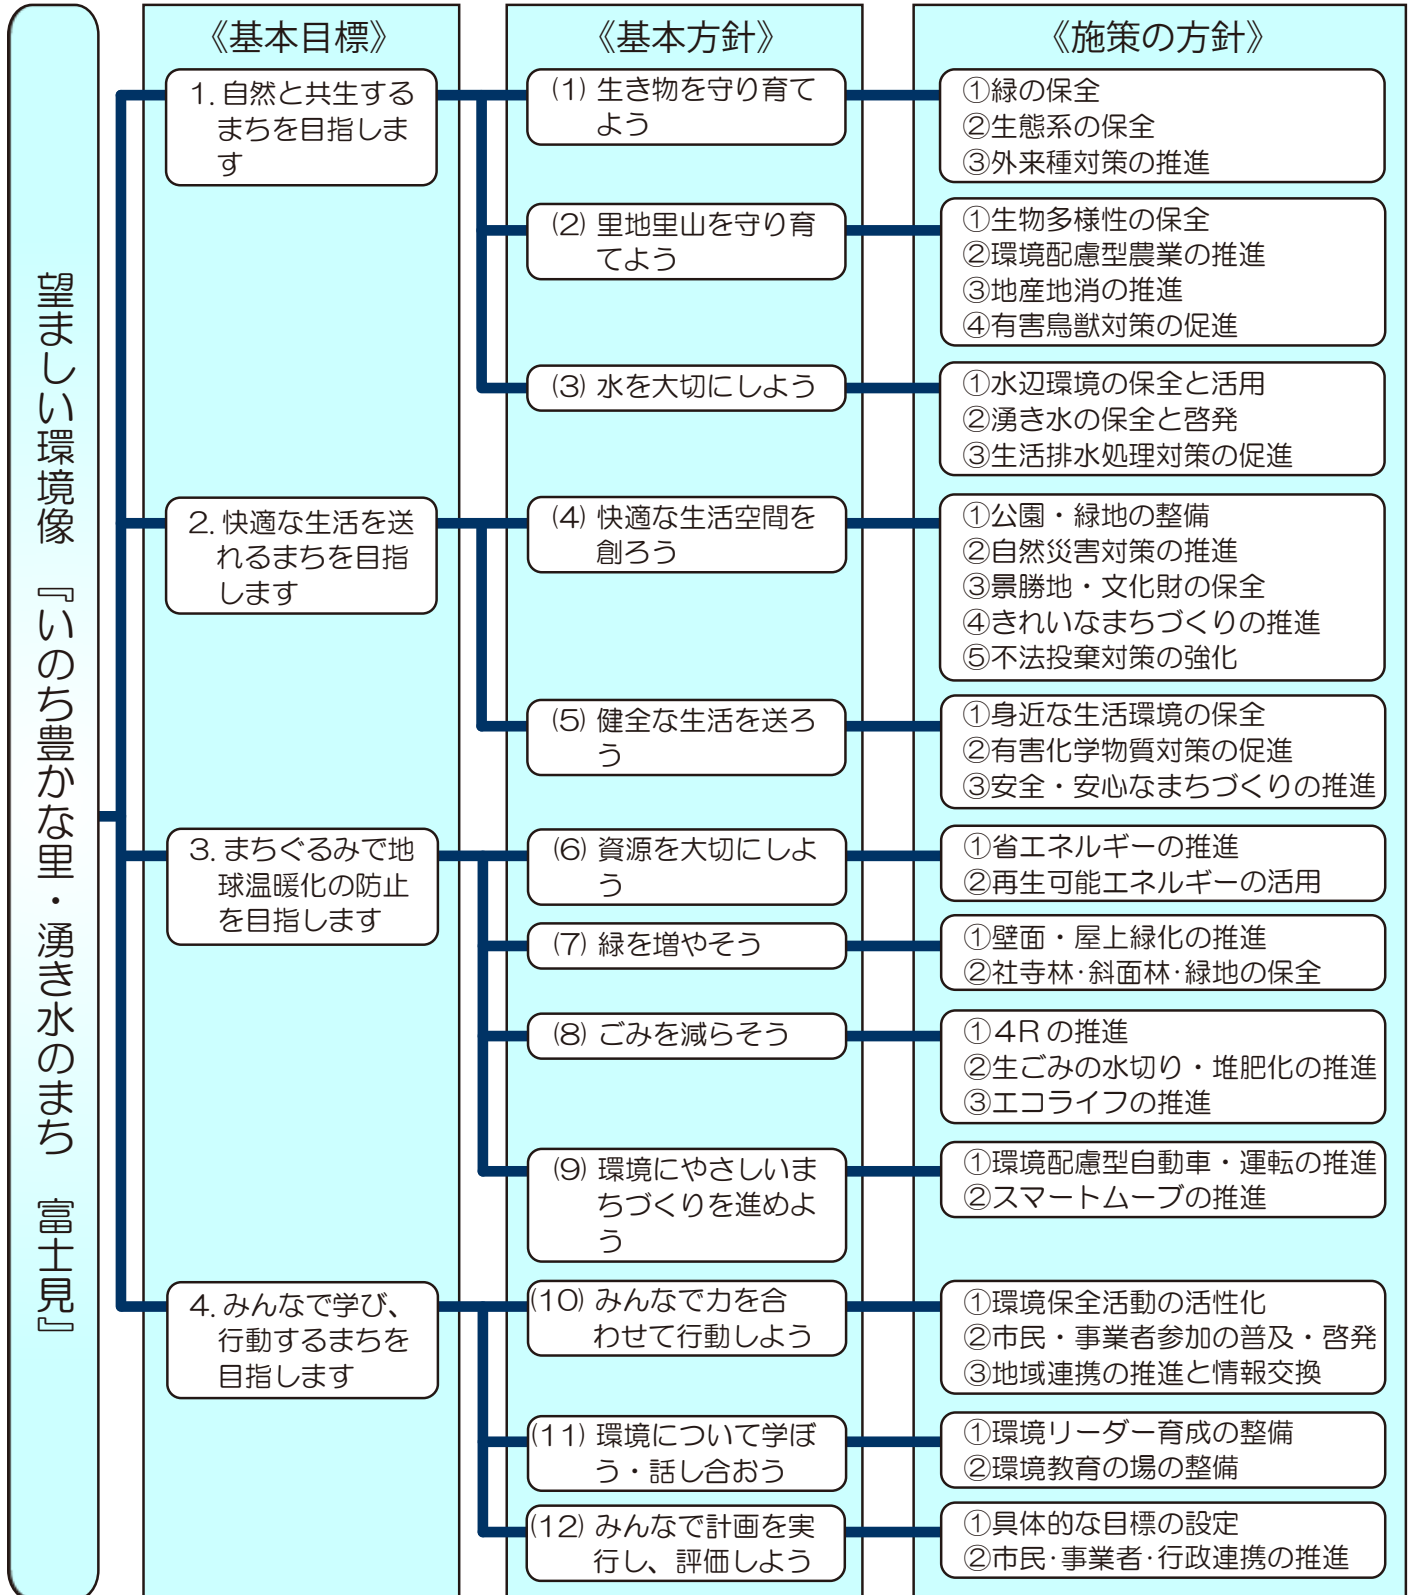 望ましい環境像　『いのち豊かな里・湧き水のまち　富士見』
《基本目標》
《基本方針》
《施策の方針》
1. 自然と共生する
まちを目指しま
す
(1) 生き物を守り育て
よう
①緑の保全
②生態系の保全
③外来種対策の推進
(2) 里地里山を守り育
てよう
①生物多様性の保全
②環境配慮型農業の推進
③地産地消の推進
④有害鳥獣対策の促進
(3) 水を大切にしよう
①水辺環境の保全と活用
②湧き水の保全と啓発
③生活排水処理対策の促進
2. 快適な生活を送
れるまちを目指
します
(4) 快適な生活空間を
創ろう
①公園・緑地の整備
②自然災害対策の推進
③景勝地・文化財の保全
④きれいなまちづくりの推進
⑤不法投棄対策の強化
(5) 健全な生活を送ろ
う
①身近な生活環境の保全
②有害化学物質対策の促進
③安全・安心なまちづくりの推進
3. まちぐるみで地
球温暖化の防止
を目指します
(6) 資源を大切にしよ
う
①省エネルギーの推進
②再生可能エネルギーの活用
(7) 緑を増やそう
①壁面・屋上緑化の推進
②社寺林・斜面林・緑地の保全
(8) ごみを減らそう
①4Rの推進
②生ごみの水切り・堆肥化の推進
③エコライフの推進
(9) 環境にやさしいま
ちづくりを進めよ
う
①環境配慮型自動車・運転の推進
②スマートムーブの推進
4. みんなで学び、
行動するまちを
目指します
(10) みんなで力を合
わせて行動しよう
①環境保全活動の活性化
②市民・事業者参加の普及・啓発
③地域連携の推進と情報交換
(11) 環境について学ぼ
う・話し合おう
①環境リーダー育成の整備
②環境教育の場の整備
(12) みんなで計画を実
行し、評価しよう
①具体的な目標の設定
②市民・事業者・行政連携の推進